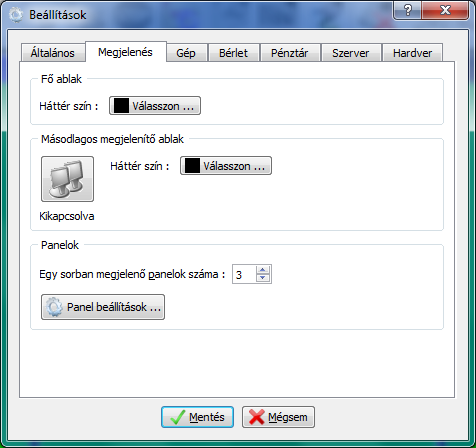 Beállítások
Általános Megjelenés Gép Bérlet Pénztár Szerver Hardver
Fő ablak
Háttér szín : Válasszon ...
Másodlagos megjelenítő ablak
Háttér szín : Válasszon ...
Kikapcsolva
Panelok
Egy sorban megjelenő panelok száma : 3
Panel beállítások ...
Mentés Mégsem